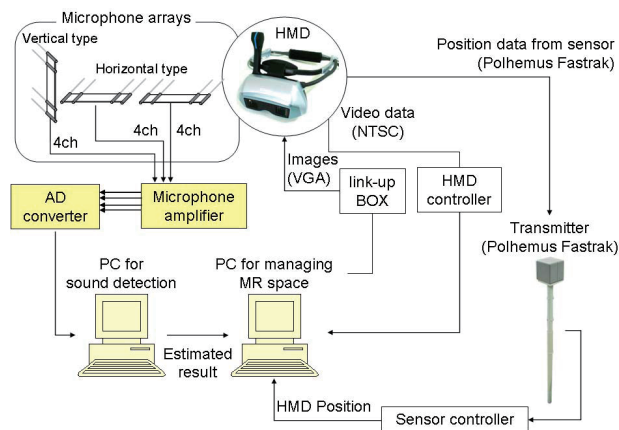 Microphone arrays
Vertical type
Horizontal type
4ch
4ch
4ch
HMD
Position data from sensor
(Polhemus Fastrak)
Video data
(NTSC)
Images
(VGA)
link-up
BOX
HMD
controller
AD
converter
Microphone
amplifier
Transmitter
(Polhemus Fastrak)
PC for
sound detection
PC for managing
MR space
Estimated
result
HMD Position
Sensor controller